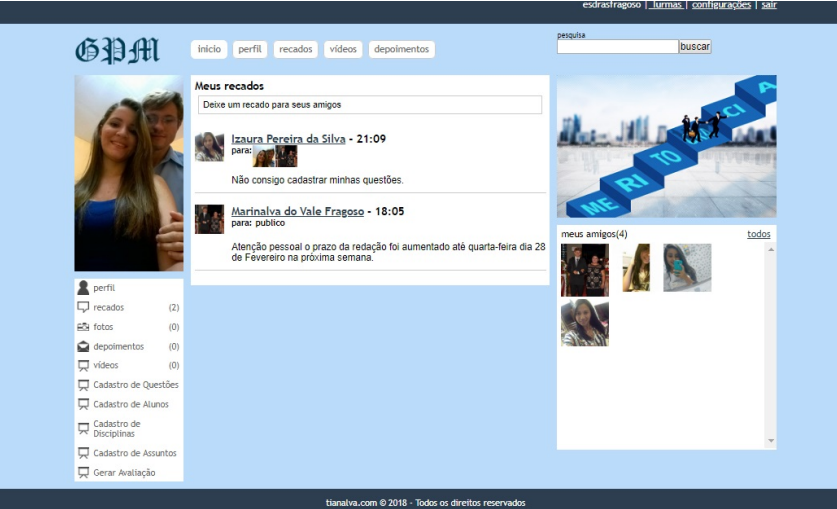 esdrasfragoso | Turmas | configurações | sair
GPM
inicio
perfil
recados
vídeos
depoimentos
pesquisa
buscar
Meus recados
Deixe um recado para seus amigos
Izaura Pereira da Silva - 21:09
para:
Não consigo cadastrar minhas questões.
Marinalva do Vale Fragoso - 18:05
para: publico
Atenção pessoal o prazo da redação foi aumentado até quarta-feira dia 28
de Fevereiro na próxima semana.
MERITOCRACIA
meus amigos(4)
todos
perfil
recados (2)
fotos (0)
depoimentos (0)
vídeos (0)
Cadastro de Questões
Cadastro de Alunos
Cadastro de
Disciplinas
Cadastro de Assuntos
Gerar Avaliação
tianalva.com © 2018 - Todos os direitos reservados